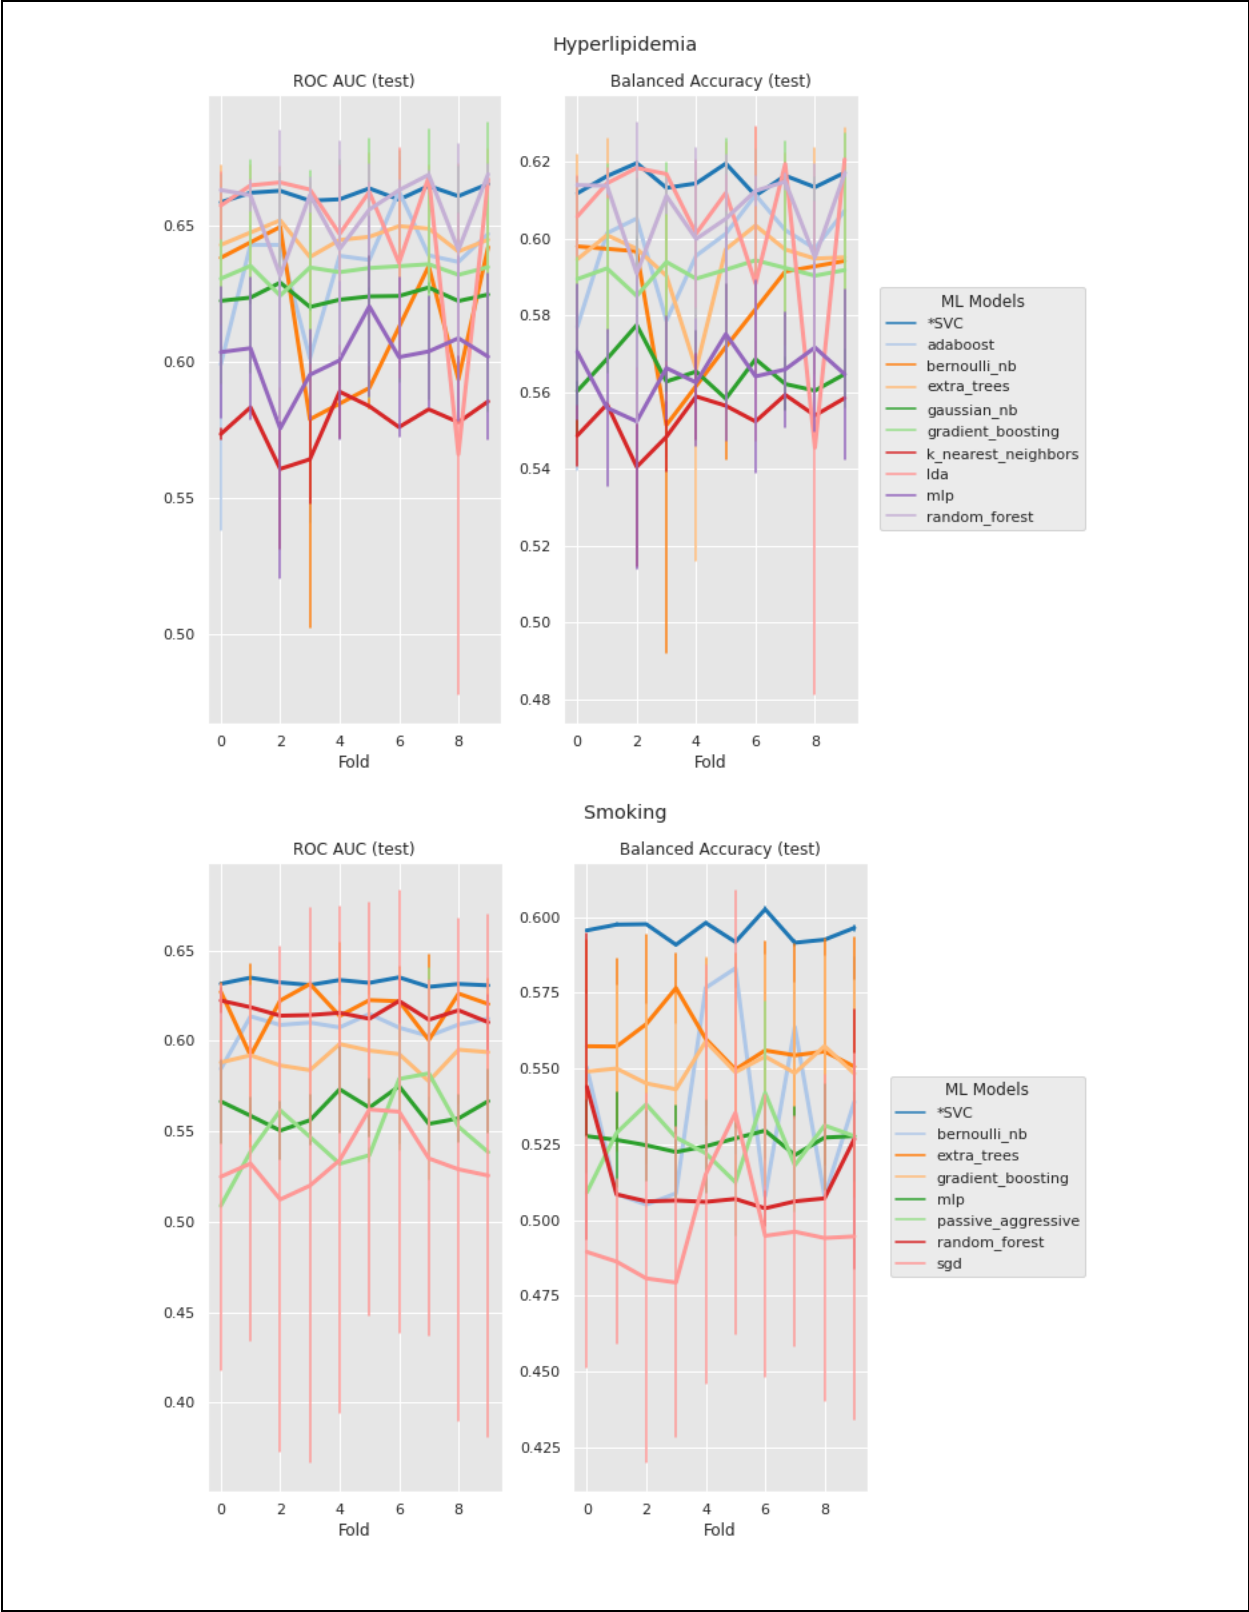 Hyperlipidemia
ROC AUC (test)
Balanced Accuracy (test)
0.65
0.60
0.55
0.50
0 2 4 6 8
Fold
0.62
0.60
0.58
0.56
0.54
0.52
0.50
0.48
0 2 4 6 8
Fold
ML Models
*SVC
adaboost
bernoulli_nb
extra_trees
gaussian_nb
gradient_boosting
k_nearest_neighbors
lda
mlp
random_forest
Smoking
ROC AUC (test)
Balanced Accuracy (test)
0.65
0.60
0.55
0.50
0.45
0.40
0 2 4 6 8
Fold
0.600
0.575
0.550
0.525
0.500
0.475
0.450
0.425
0 2 4 6 8
Fold
ML Models
*SVC
bernoulli_nb
extra_trees
gradient_boosting
mlp
passive_aggressive
random_forest
sgd